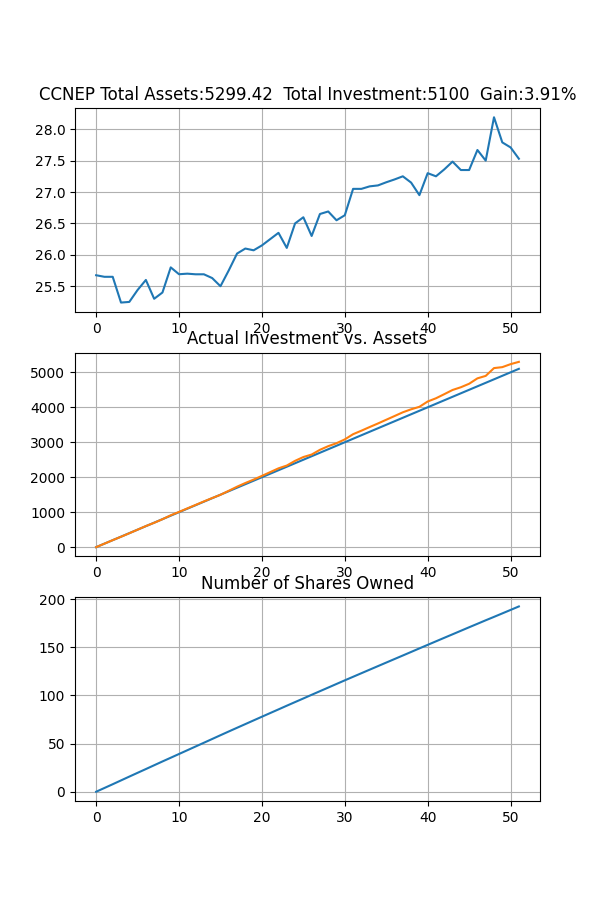 CCNEP Total Assets:5299.42  Total Investment:5100  Gain:3.91%
28.0
27.5
27.0
26.5
26.0
25.5
0 10 20 30 40 50
Actual Investment vs. Assets
5000
4000
3000
2000
1000
0
0 10 20 30 40 50
Number of Shares Owned
200
150
100
50
0
0 10 20 30 40 50